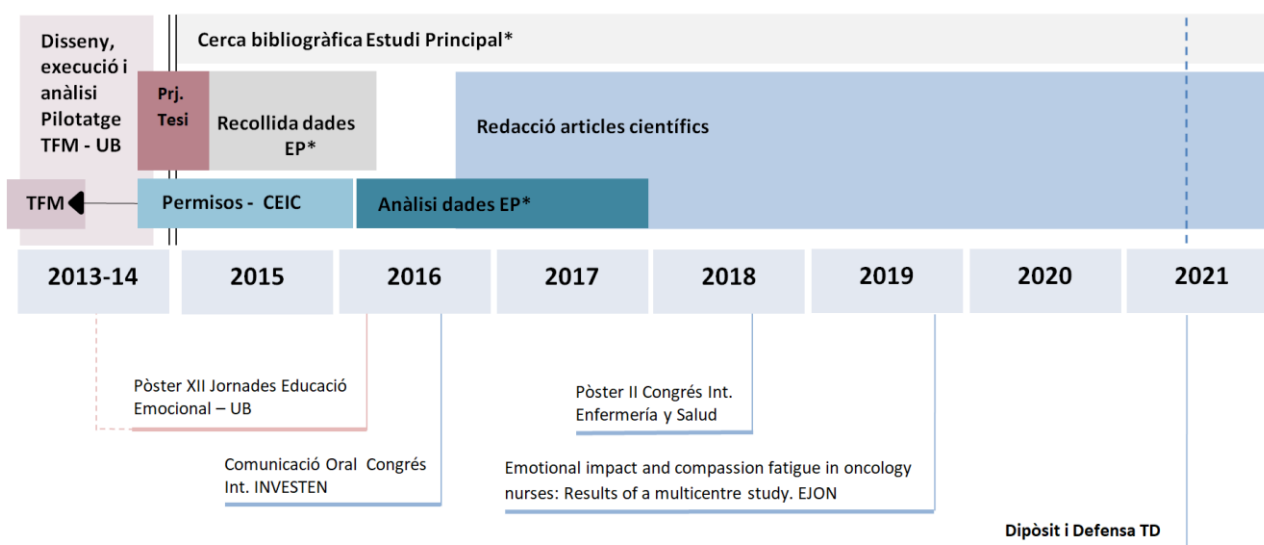 Disseny,
execució i
anàlisi
Pilotatge
TFM - UB
Cerca bibliogràfica Estudi Principal*
Prj.
Tesi
Recollida dades
EP*
Redacció articles científics
TFM
Permisos - CEIC
Anàlisi dades EP*
2013-14
2015
2016
2017
2018
2019
2020
2021
Pòster XII Jornades Educació
Emocional – UB
Pòster II Congrés Int.
Enfermería y Salud
Comunicació Oral Congrés
Int. INVESTEN
Emotional impact and compassion fatigue in oncology
nurses: Results of a multicentre study. EJON
Dipòsit i Defensa TD